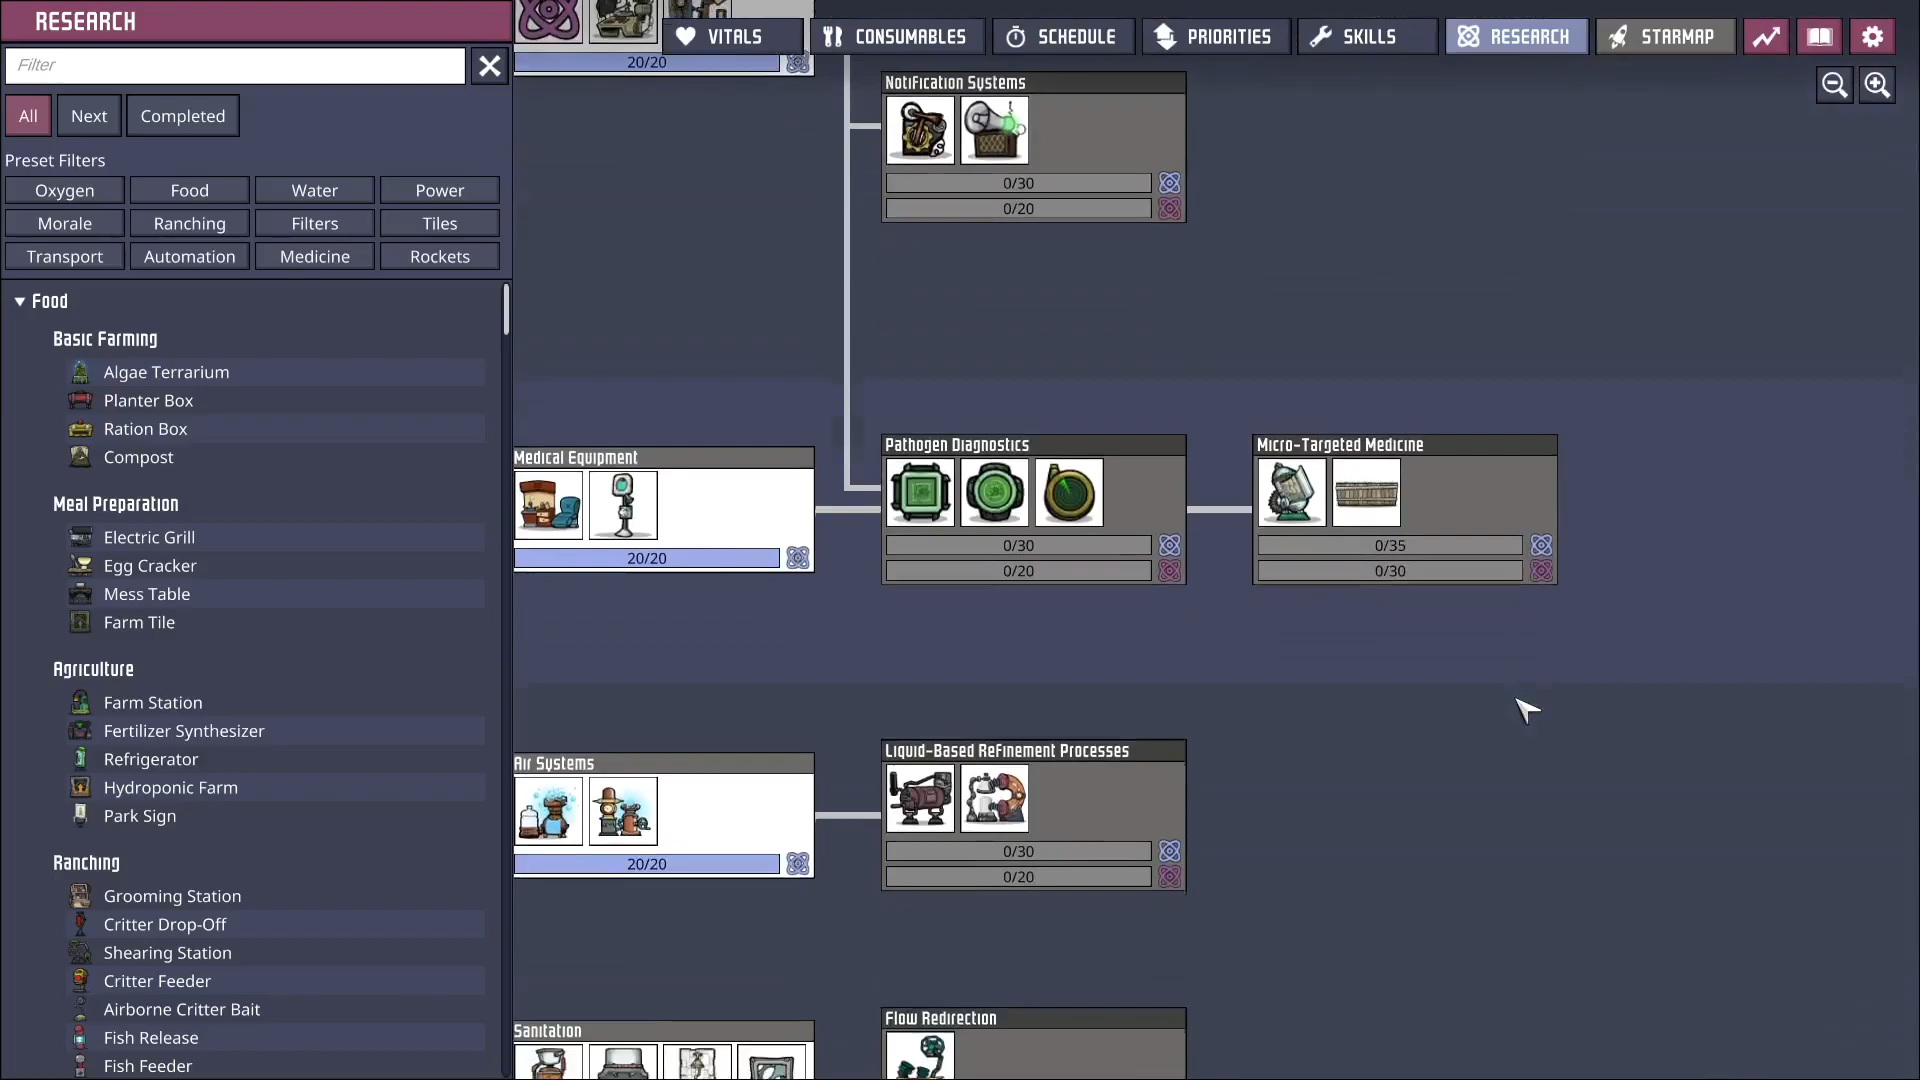 RESEARCH
VITALS
CONSUMABLES
SCHEDULE
PRIORITIES
SKILLS
RESEARCH
STARMAP
Filter
All
Next
Completed
Preset Filters
Oxygen
Food
Water
Power
Morale
Ranching
Filters
Tiles
Transport
Automation
Medicine
Rockets
Food
Basic Farming
Algae Terrarium
Planter Box
Ration Box
Compost
Meal Preparation
Electric Grill
Egg Cracker
Mess Table
Farm Tile
Agriculture
Farm Station
Fertilizer Synthesizer
Refrigerator
Hydroponic Farm
Park Sign
Ranching
Grooming Station
Critter Drop-Off
Shearing Station
Critter Feeder
Airborne Critter Bait
Fish Release
Fish Feeder
20/20
Notification Systems
0/30
0/20
Medical Equipment
20/20
Pathogen Diagnostics
0/30
0/20
Micro-Targeted Medicine
0/35
0/30
Air Systems
20/20
Liquid-Based Refinement Processes
0/30
0/20
Sanitation
Flow Redirection